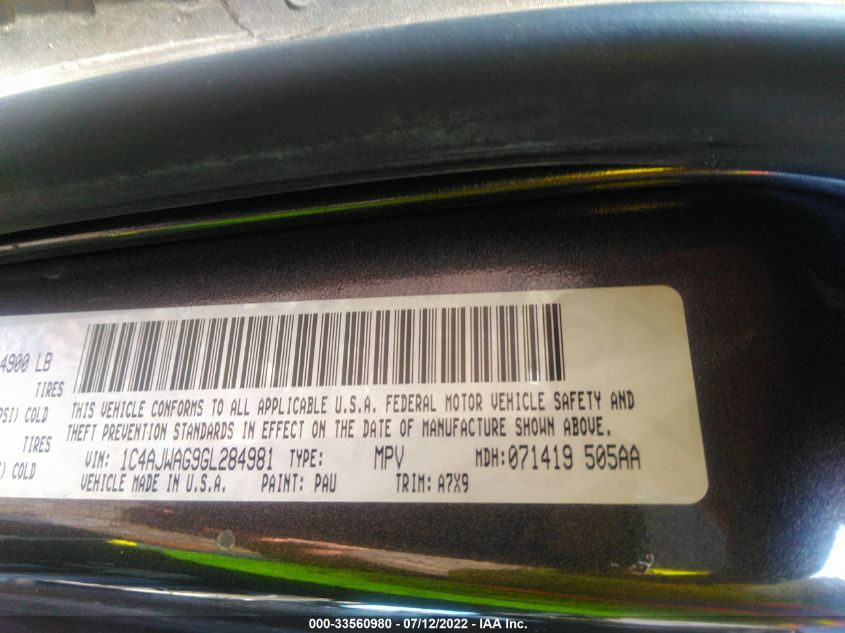 4900 LB
TIRES
PSI) COLD
TIRES
) COLD
THIS VEHICLE CONFORMS TO ALL APPLICABLE U.S.A. FEDERAL MOTOR VEHICLE SAFETY AND
THEFT PREVENTION STANDARDS IN EFFECT ON THE DATE OF MANUFACTURE SHOWN ABOVE.
VIN: 1C4AJWAG9GL284981 TYPE: MPV MDH:071419 505AA
VEHICLE MADE IN U.S.A. PAINT: PAU TRIM: A7X9
000-33560980 - 07/12/2022 - IAA Inc.